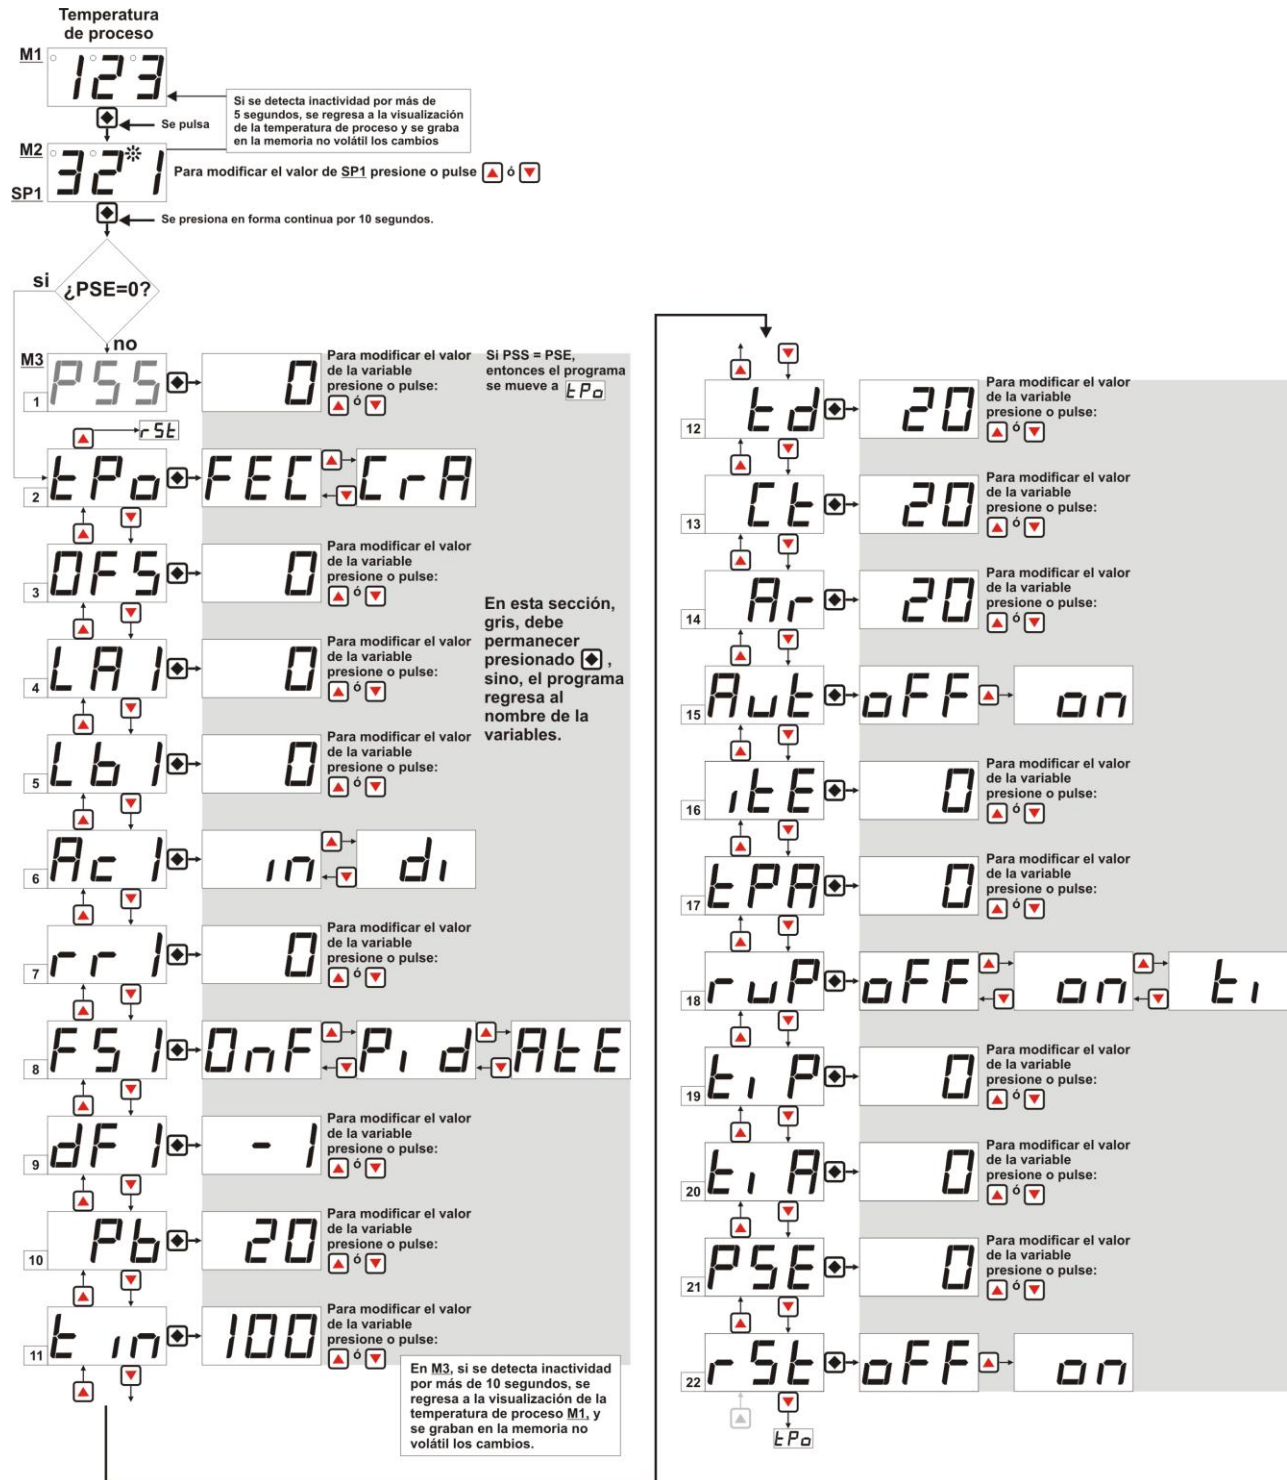 Temperatura
de proceso
M1
123
Si se detecta inactividad por más de
5 segundos, se regresa a la visualización
de la temperatura de proceso y se graba
en la memoria no volátil los cambios
Se pulsa
M2
321
SP1
Para modificar el valor de SP1 presione o pulse ó
Se presiona en forma continua por 10 segundos.
si
¿PSE=0?
no
M3
1
PSS
0
Para modificar el valor
de la variable
presione o pulse:
ó
Si PSS = PSE,
entonces el programa
se mueve a tPo
rSt
2
tPo
FEC
CrA
3
OFS
0
Para modificar el valor
de la variable
presione o pulse:
ó
En esta sección,
gris, debe
permanecer
presionado ,
sino, el programa
regresa al
nombre de la
variables.
4
LA1
0
Para modificar el valor
de la variable
presione o pulse:
ó
5
Lb1
0
Para modificar el valor
de la variable
presione o pulse:
ó
6
Ac1
in
di
7
rr1
0
Para modificar el valor
de la variable
presione o pulse:
ó
8
FS1
OnF
Pid
AtE
9
dF1
-1
Para modificar el valor
de la variable
presione o pulse:
ó
10
Pb
20
Para modificar el valor
de la variable
presione o pulse:
ó
11
t in
100
Para modificar el valor
de la variable
presione o pulse:
ó
En M3, si se detecta inactividad
por más de 10 segundos, se
regresa a la visualización de la
temperatura de proceso M1, y
se graban en la memoria no
volátil los cambios.
12
td
20
Para modificar el valor
de la variable
presione o pulse:
ó
13
Ct
20
Para modificar el valor
de la variable
presione o pulse:
ó
14
Ar
20
Para modificar el valor
de la variable
presione o pulse:
ó
15
Aut
oFF
on
16
itE
0
Para modificar el valor
de la variable
presione o pulse:
ó
17
tPA
0
Para modificar el valor
de la variable
presione o pulse:
ó
18
ruP
oFF
on
ti
19
tiP
0
Para modificar el valor
de la variable
presione o pulse:
ó
20
tiA
0
Para modificar el valor
de la variable
presione o pulse:
ó
21
PSE
0
Para modificar el valor
de la variable
presione o pulse:
ó
22
rSt
oFF
on
tPo